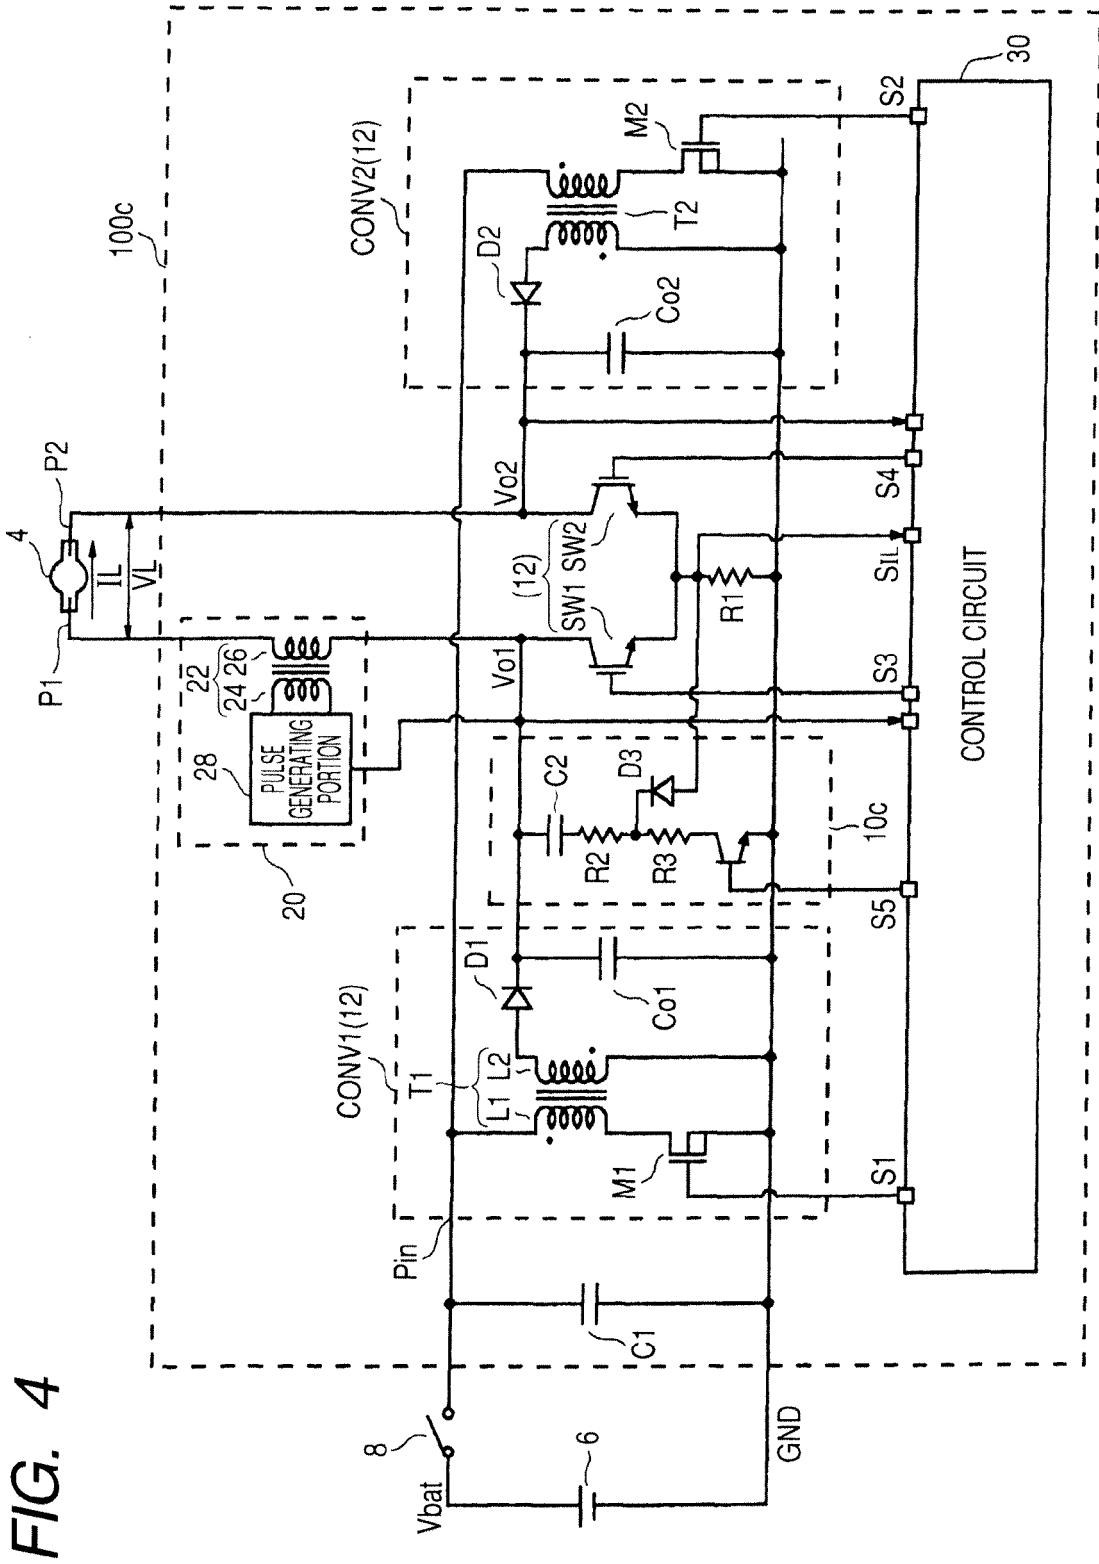 FIG. 4
100c
4
P1
P2
IL
VL
22
24
26
28
PULSE
GENERATING
PORTION
20
8
Vbat
6
GND
Pin
C1
CONV1(12)
T1
L1
L2
D1
Co1
M1
Vo1
C2
R2
R3
D3
10c
(12)
SW1
SW2
R1
Vo2
CONV2(12)
D2
T2
M2
Co2
S1
S5
S3
SIL
S4
S2
30
CONTROL CIRCUIT